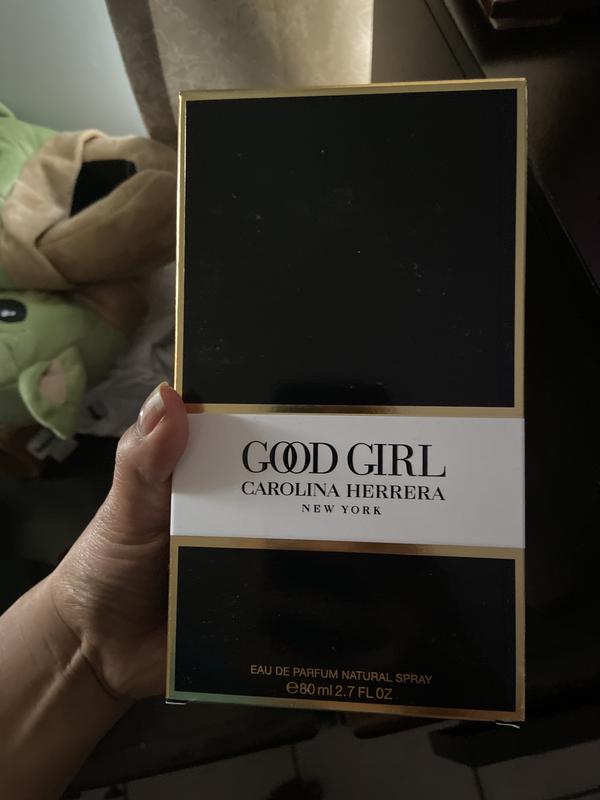 GOOD GIRL
CAROLINA HERRERA
NEW YORK
EAU DE PARFUM NATURAL SPRAY
℮80 ml 2.7 FL OZ